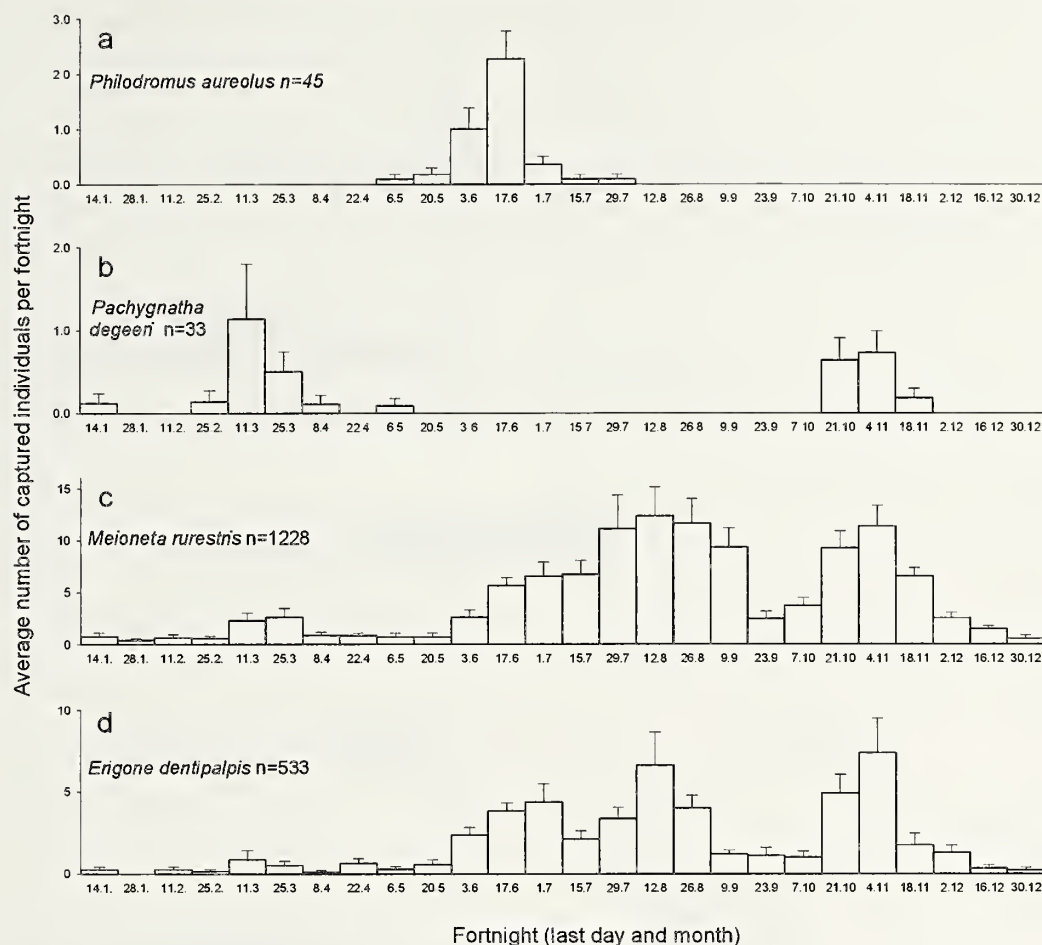 Average number of captured individuals per fortnight
a
Philodromus aureolus n=45
3.0
2.0
1.0
0.0
14.1. 28.1. 11.2. 25.2. 11.3 25.3 8.4 22.4 6.5 20.5 3.6 17.6 1.7 15.7 29.7 12.8 26.8 9.9 23.9 7.10 21.10 4.11 18.11 2.12 16.12 30.12
b
Pachygnatha
degeeri n=33
2.0
1.0
0.0
14.1 28.1. 11.2. 25.2. 11.3 25.3 8.4 22.4 6.5 20.5 3.6 17.6 1.7 15.7 29.7 12.8 26.8 9.9 23.9 7.10 21.10 4.11 18.11 2.12 16.12 30.12
c
Meioneta rurestris n=1228
15
10
5
0
14.1. 28.1. 11.2. 25.2. 11.3 25.3 8.4 22.4 6.5 20.5 3.6 17.6 1.7 15.7 29.7 12.8 26.8 9.9 23.9 7.10 21.10 4.11 18.11 2.12 16.12 30.12
d
Erigone dentipalpis n=533
10
5
0
14.1. 28.1. 11.2. 25.2. 11.3 25.3 8.4 22.4 6.5 20.5 3.6 17.6 1.7 15.7 29.7 12.8 26.8 9.9 23.9 7.10 21.10 4.11 18.11 2.12 16.12 30.12
Fortnight (last day and month)